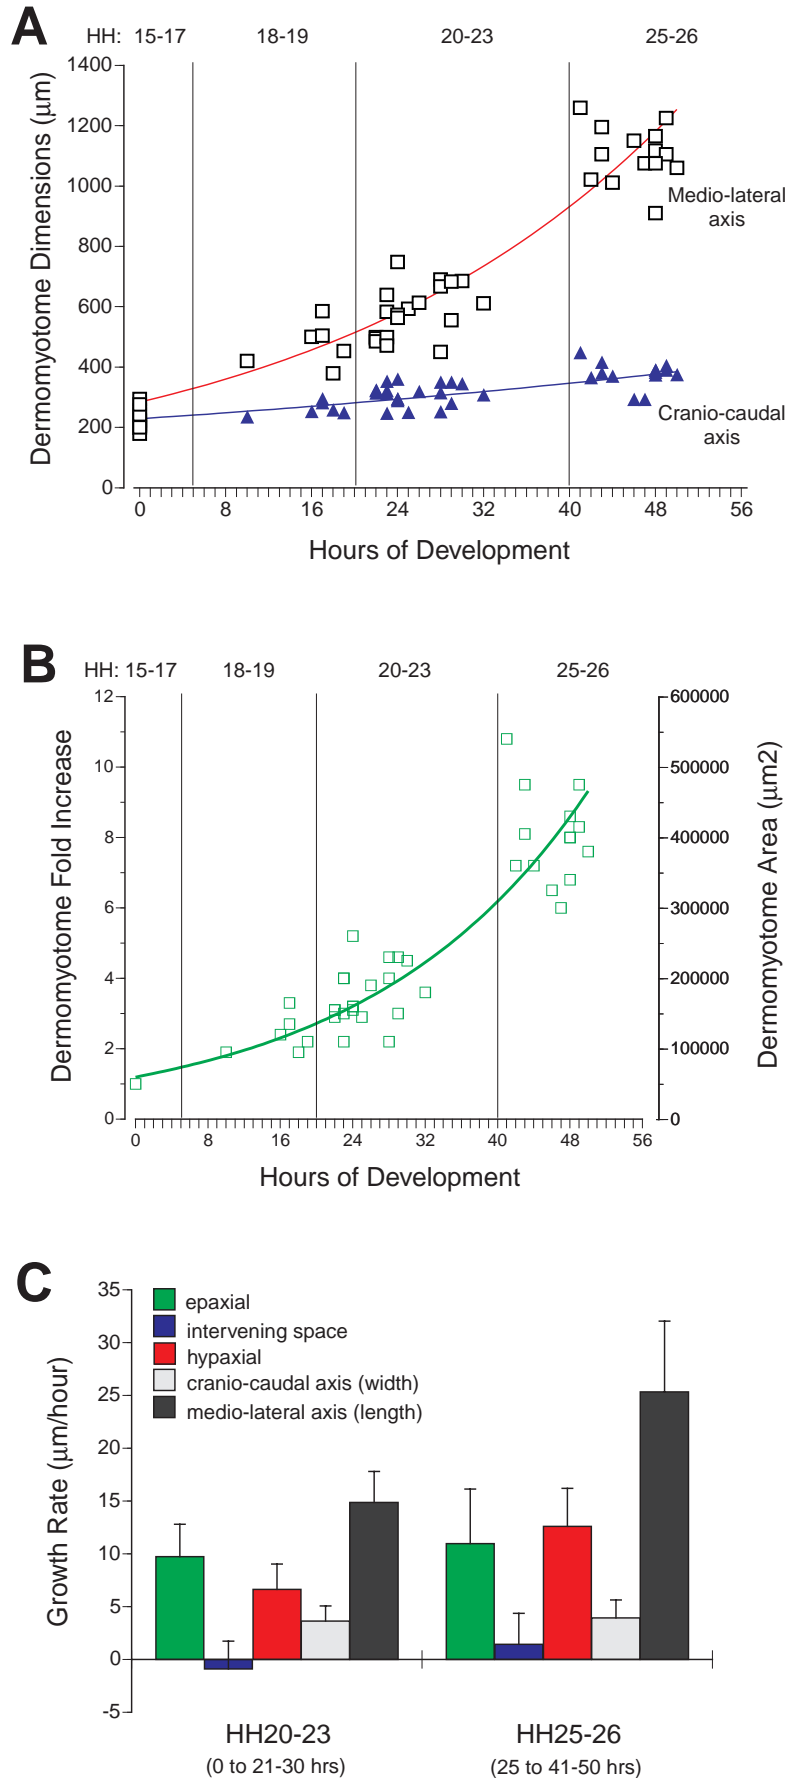 A
HH: 15-17 18-19 20-23 25-26
Dermomyotome Dimensions (μm)
1400
1200
1000
800
600
400
200
0
Medio-lateral
axis
Cranio-caudal
axis
0 8 16 24 32 40 48 56
Hours of Development
B
HH: 15-17 18-19 20-23 25-26
Dermomyotome Fold Increase
12
10
8
6
4
2
0
600000
500000
400000
300000
200000
100000
0
Dermomyotome Area (μm2)
0 8 16 24 32 40 48 56
Hours of Development
C
Growth Rate (μm/hour)
35
30
25
20
15
10
5
0
-5
epaxial
intervening space
hypaxial
cranio-caudal axis (width)
medio-lateral axis (length)
HH20-23 HH25-26
(0 to 21-30 hrs) (25 to 41-50 hrs)